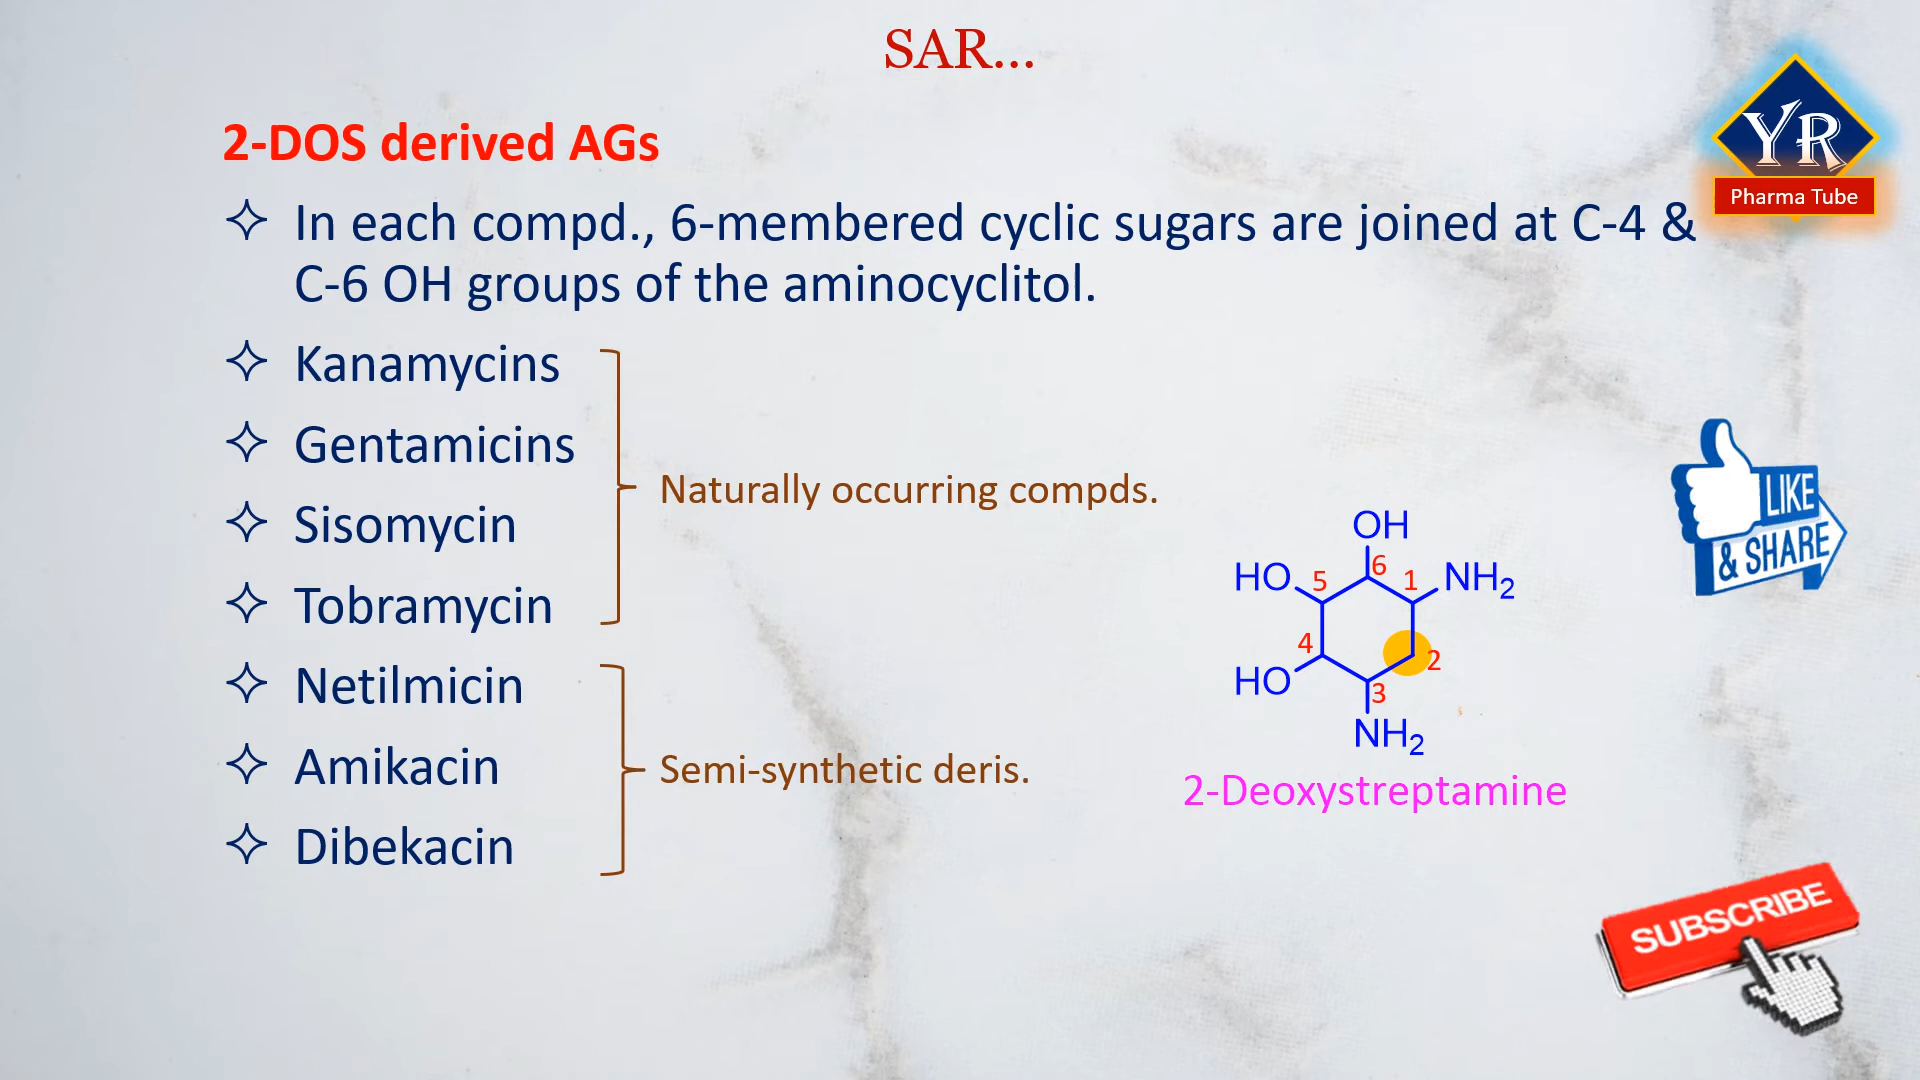 SAR...
YR
Pharma Tube
2-DOS derived AGs
✧ In each compd., 6-membered cyclic sugars are joined at C-4 &
C-6 OH groups of the aminocyclitol.
✧ Kanamycins
✧ Gentamicins
✧ Sisomycin
✧ Tobramycin
Naturally occurring compds.
✧ Netilmicin
✧ Amikacin
✧ Dibekacin
Semi-synthetic deris.
LIKE
& SHARE
OH
HO 5 6 1 NH₂
4 2
HO 3
NH₂
2-Deoxystreptamine
SUBSCRIBE